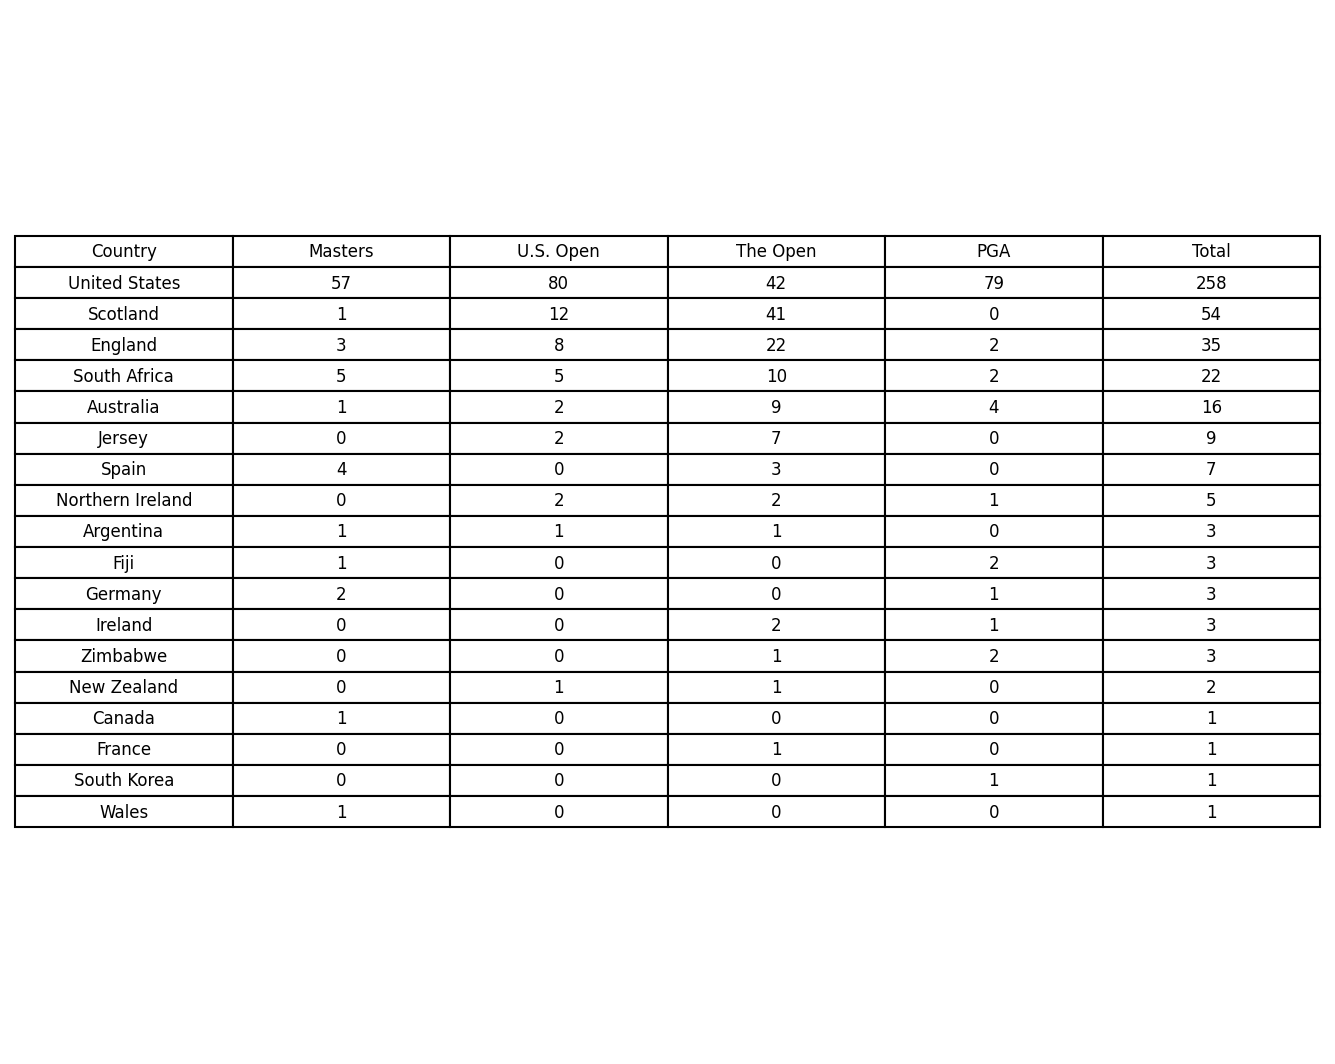 Country Masters U.S. Open The Open PGA Total
United States 57 80 42 79 258
Scotland 1 12 41 0 54
England 3 8 22 2 35
South Africa 5 5 10 2 22
Australia 1 2 9 4 16
Jersey 0 2 7 0 9
Spain 4 0 3 0 7
Northern Ireland 0 2 2 1 5
Argentina 1 1 1 0 3
Fiji 1 0 0 2 3
Germany 2 0 0 1 3
Ireland 0 0 2 1 3
Zimbabwe 0 0 1 2 3
New Zealand 0 1 1 0 2
Canada 1 0 0 0 1
France 0 0 1 0 1
South Korea 0 0 0 1 1
Wales 1 0 0 0 1